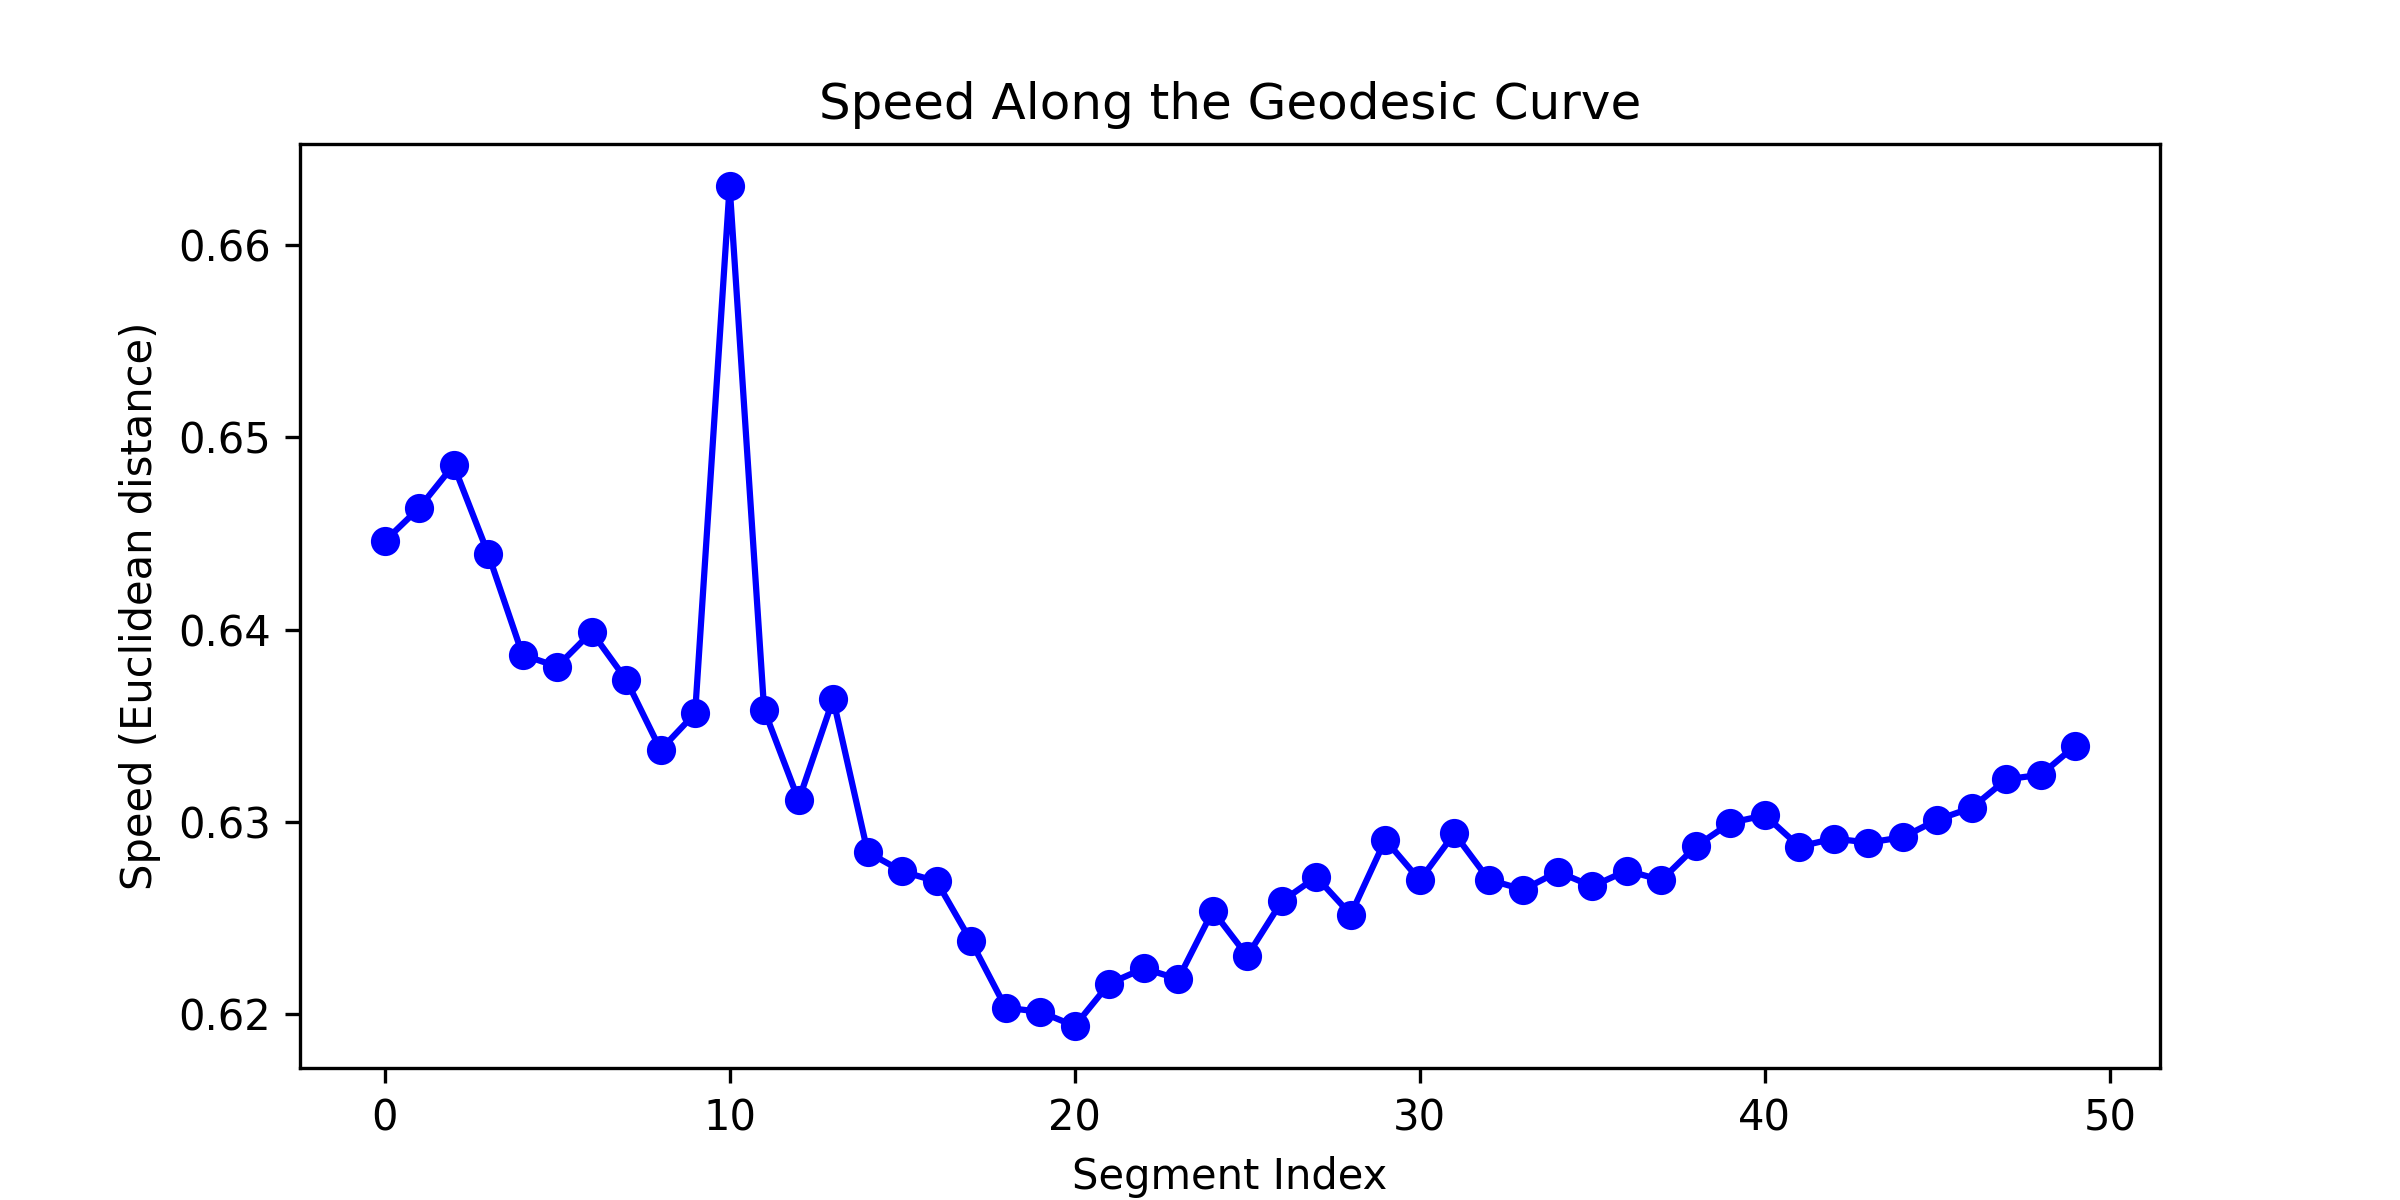 Speed Along the Geodesic Curve
Speed (Euclidean distance)
0.66
0.65
0.64
0.63
0.62
0 10 20 30 40 50
Segment Index